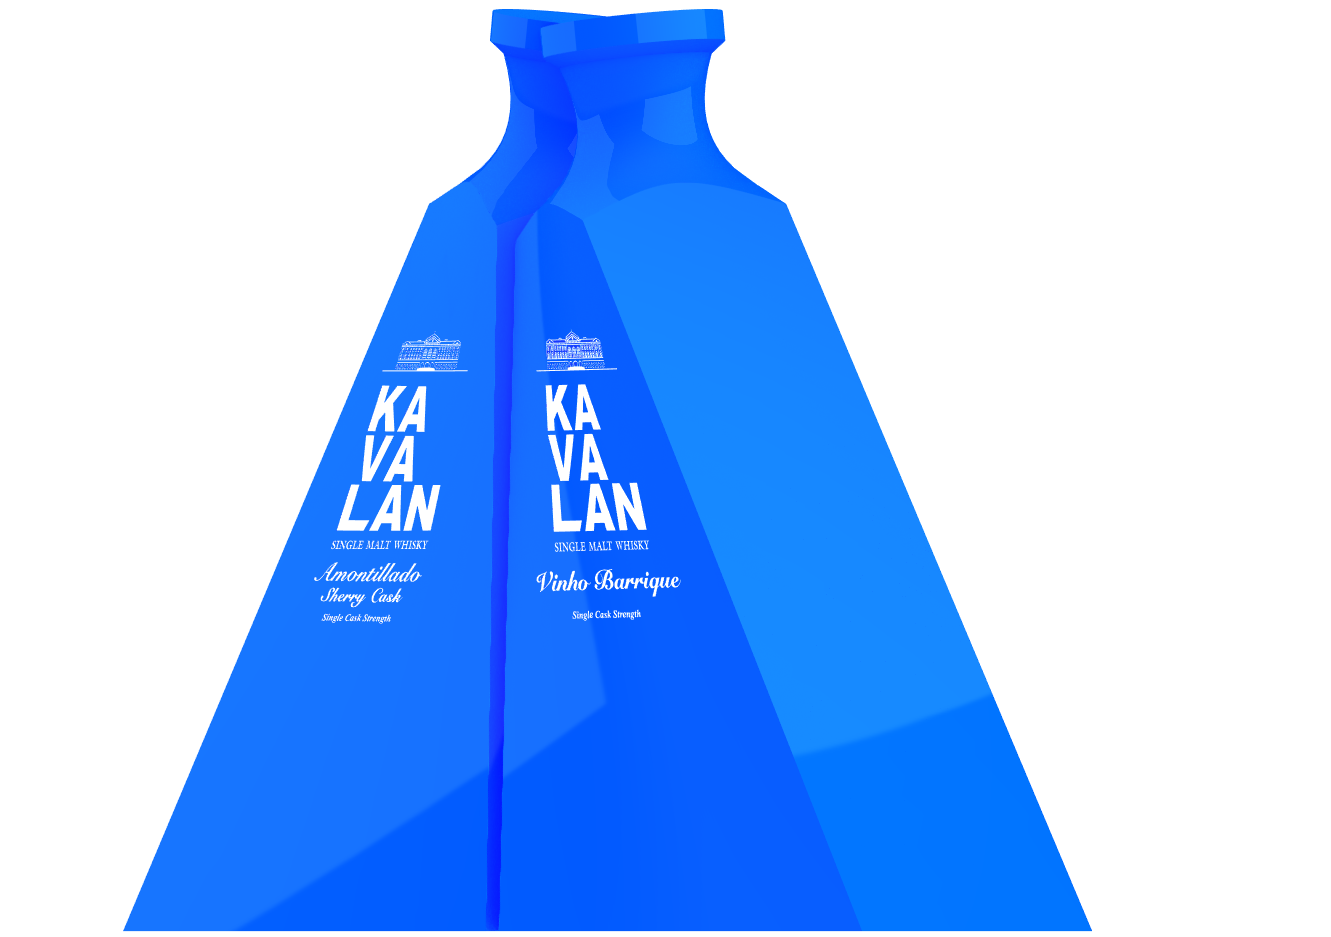 KA
VA
LAN
SINGLE MALT WHISKY
Amontillado
Sherry Cask
Single Cask Strength
KA
VA
LAN
SINGLE MALT WHISKY
Vinho Barrique
Single Cask Strength